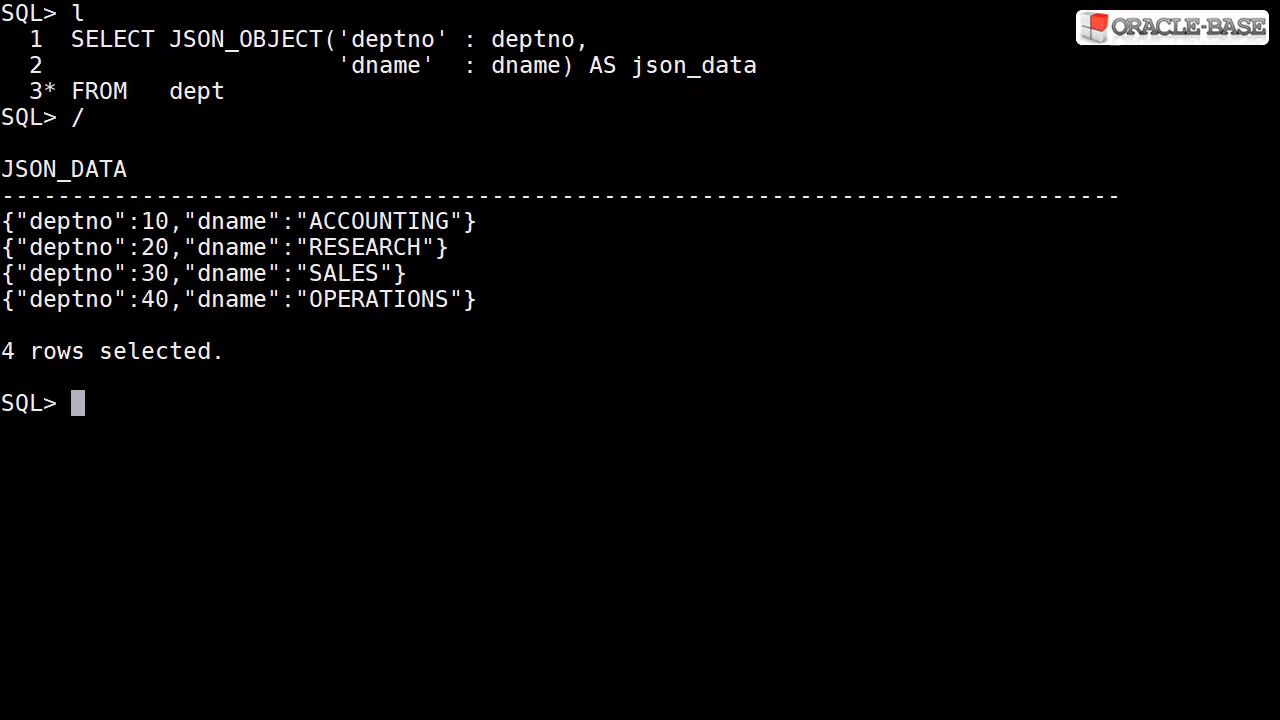 SQL> l
  1  SELECT JSON_OBJECT('deptno' : deptno,
  2                     'dname'  : dname) AS json_data
  3* FROM   dept
SQL> /
JSON_DATA
--------------------------------------------------------------------------------
{"deptno":10,"dname":"ACCOUNTING"}
{"deptno":20,"dname":"RESEARCH"}
{"deptno":30,"dname":"SALES"}
{"deptno":40,"dname":"OPERATIONS"}
4 rows selected.
SQL>
ORACLE-BASE